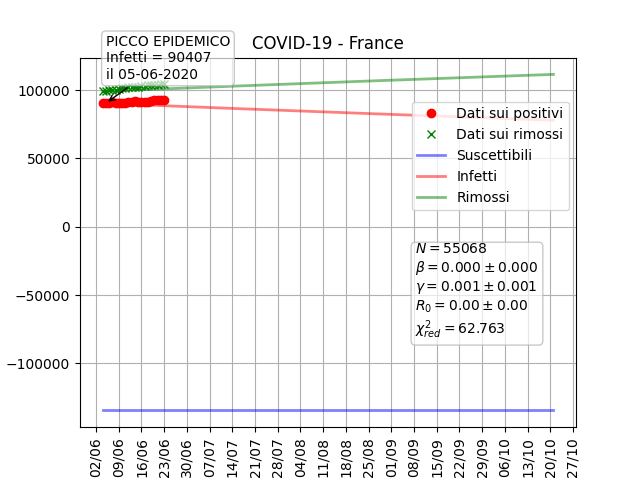 COVID-19 - France
PICCO EPIDEMICO
Infetti = 90407
il 05-06-2020
100000
50000
0
−50000
−100000
Dati sui positivi
Dati sui rimossi
Suscettibili
Infetti
Rimossi
N = 55068
β = 0.000 ± 0.000
γ = 0.001 ± 0.001
R₀ = 0.00 ± 0.00
χ²red = 62.763
02/06
09/06
16/06
23/06
30/06
07/07
14/07
21/07
28/07
04/08
11/08
18/08
25/08
01/09
08/09
15/09
22/09
29/09
06/10
13/10
20/10
27/10